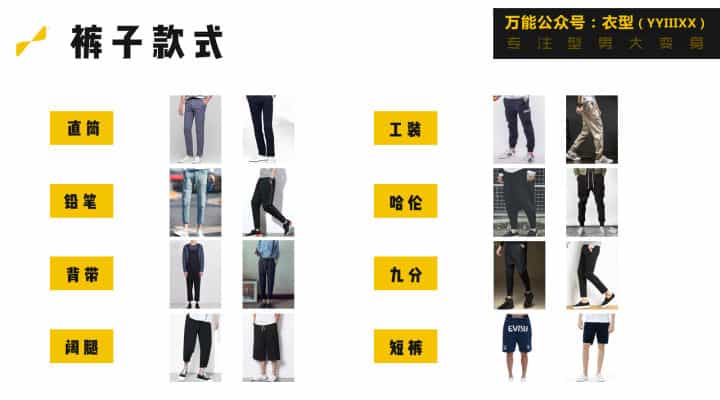 裤子款式
万能公众号：衣型（YYIIIXX）
专注型男大变身
直筒
工装
铅笔
哈伦
背带
九分
阔腿
短裤
EVISU